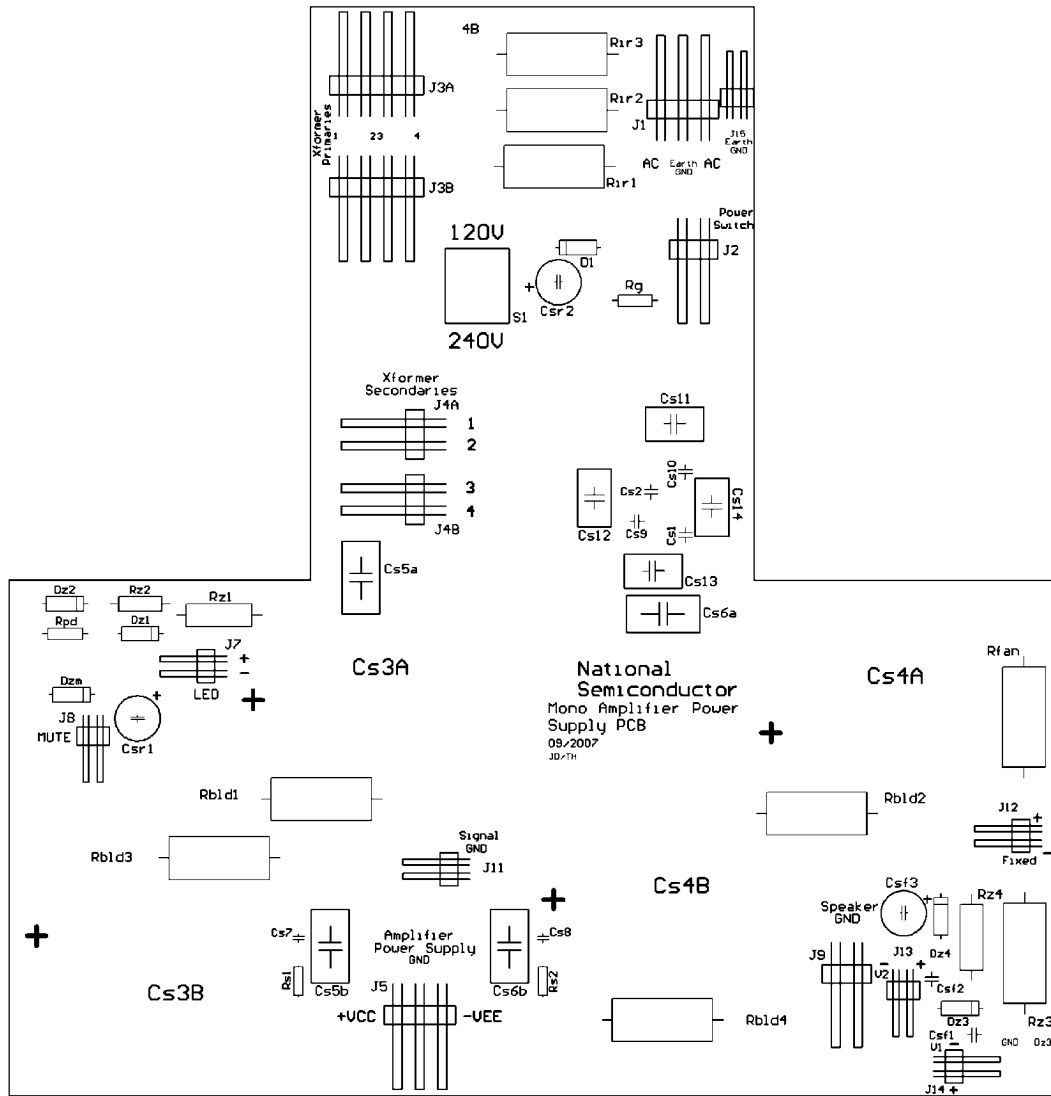 4B
Rir3
J3A
Rir2
J1
J15
Earth
GND
Xformer
Primaries
1 23 4
AC Earth GND AC
J3B
Rir1
Power
Switch
120V
J2
D1
Rg
+
Csr2
S1
240V
Xformer
Secondaries
J4A
1
2
3
4
J4B
Cs11
Cs10
Cs2
Cs14
Cs12
Cs9
Cs1
Cs13
Cs5a
Cs6a
Dz2
Rz2
Rz1
Rpd
Dz1
J7
+
-
LED
Dzm
+
J8
MUTE
Csr1
+
Cs3A
National
Semiconductor
Mono Amplifier Power
Supply PCB
09/2007
JD/TH
Cs4A
+
Rfan
Rbld1
Rbld2
J12
+
-
Fixed
Rbld3
Signal
GND
J11
Cs4B
Csf3
+
Rz4
Speaker
GND
Dz4
+
+
Cs7
Amplifier
Power Supply
GND
Cs8
J9
J13
-
+
V2
Csf2
Rs1
Cs5b
J5
Cs6b
Rs2
Cs3B
+VCC
-VEE
Rbld4
Dz3
Rz3
Csf1
V1
-
GND
Dz3
J14
+